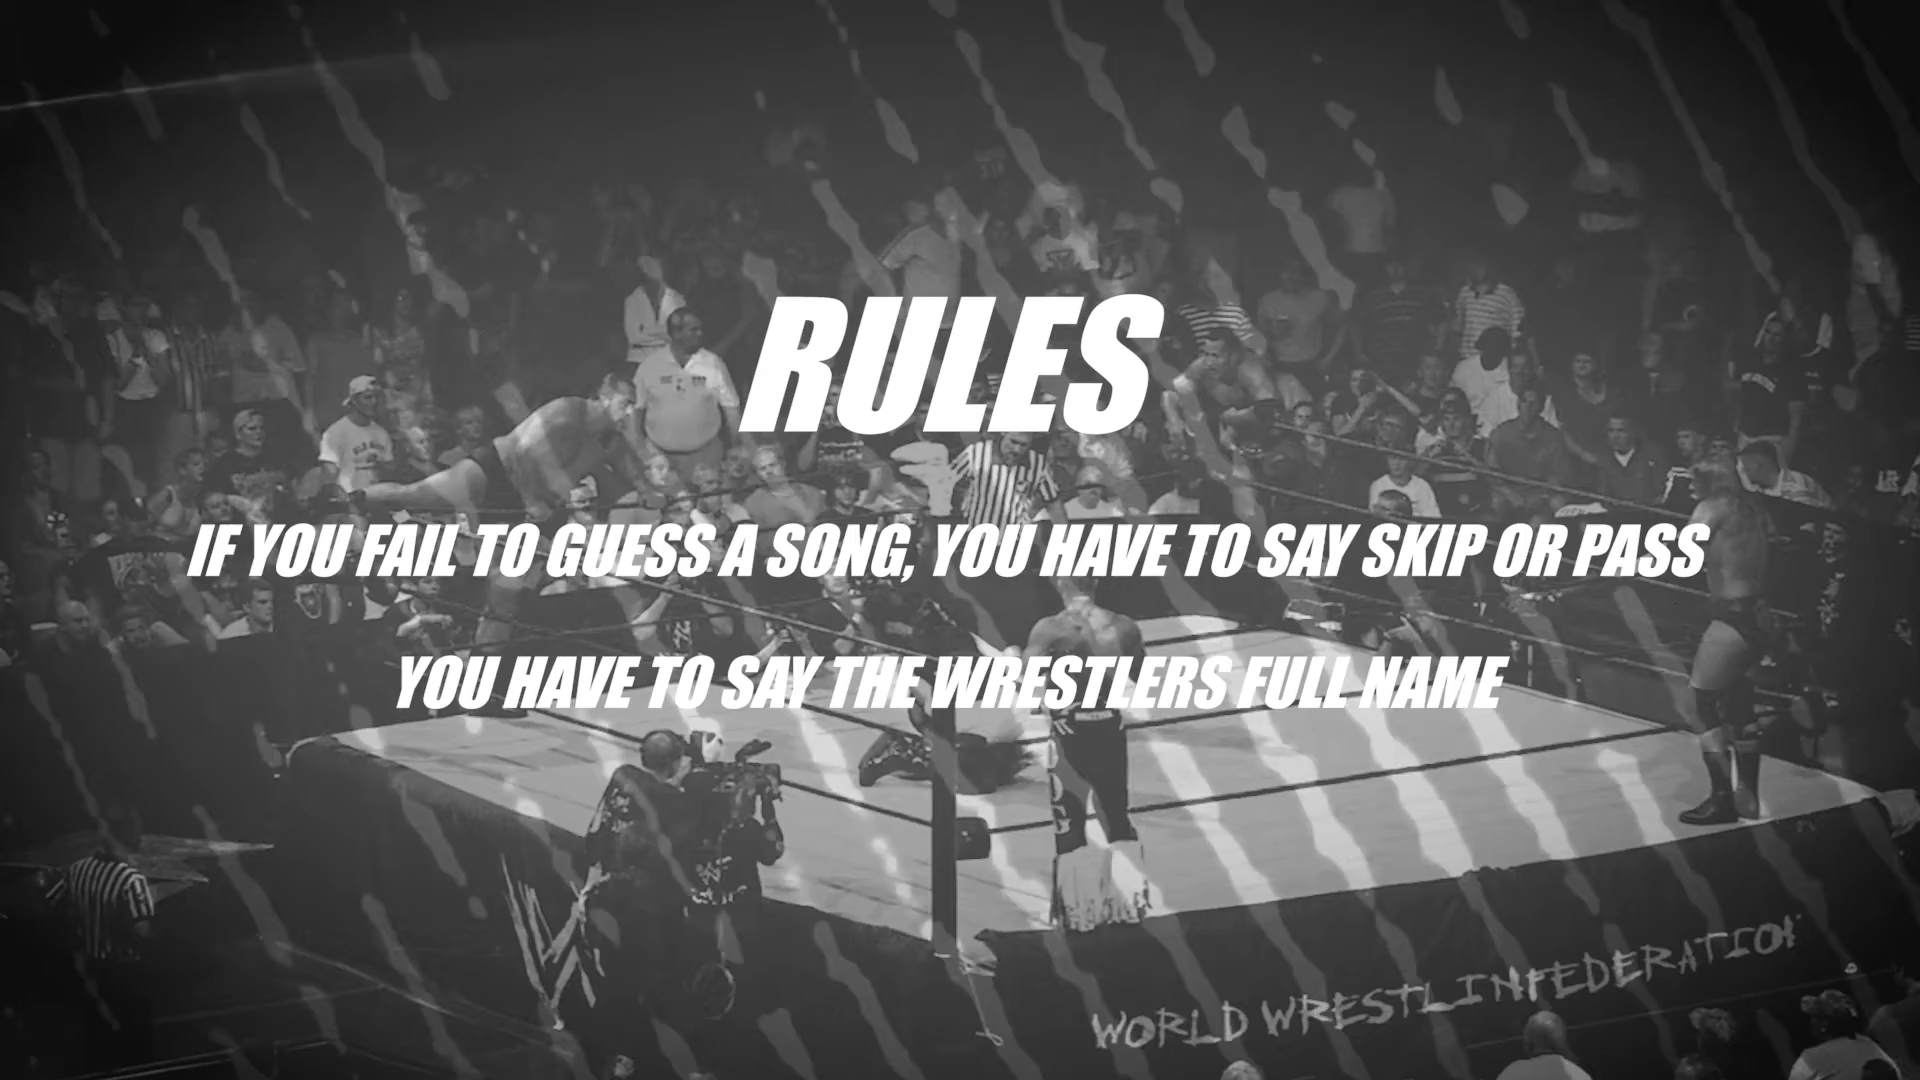 RULES
IF YOU FAIL TO GUESS A SONG, YOU HAVE TO SAY SKIP OR PASS
YOU HAVE TO SAY THE WRESTLERS FULL NAME
WORLD WRESTLINFEDERATION